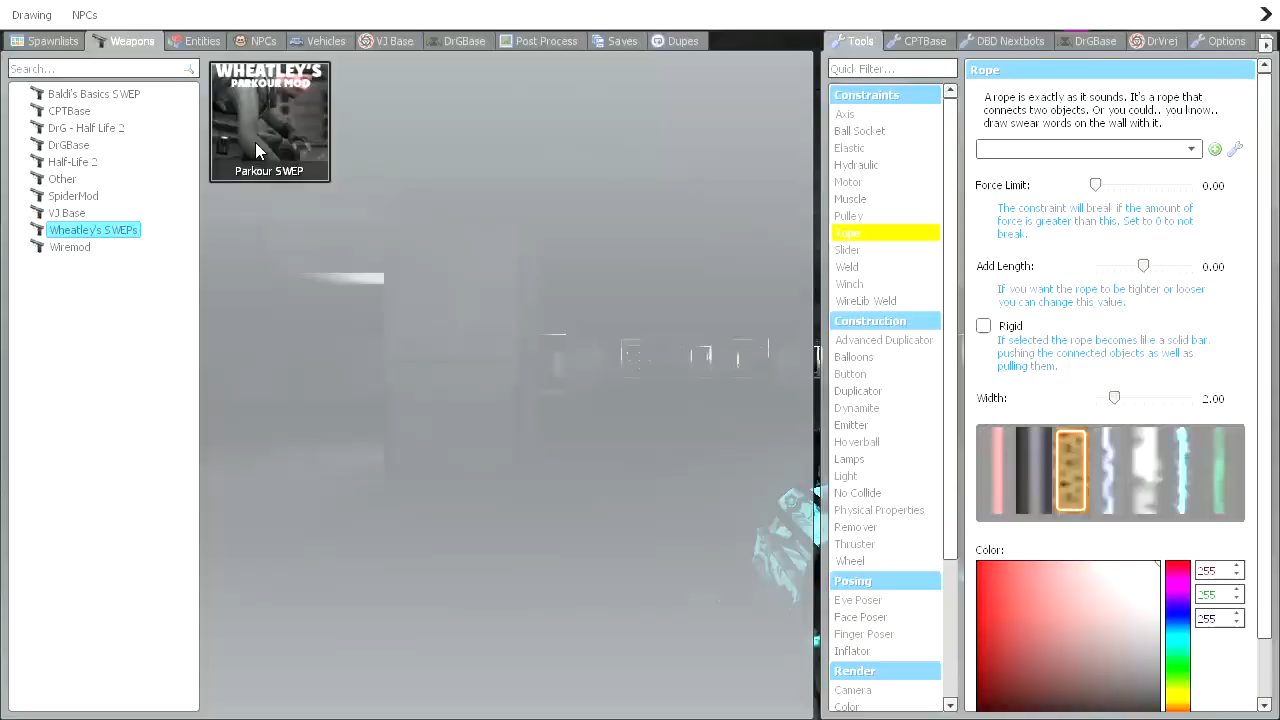 Drawing NPCs
Spawnlists Weapons Entities NPCs Vehicles VJ Base DrGBase Post Process Saves Dupes
Search...
Baldi's Basics SWEP
CPTBase
DrG - Half Life 2
DrGBase
Half-Life 2
Other
SpiderMod
VJ Base
Wheatley's SWEPs
Wiremod
WHEATLEY'S
PARKOUR MOD
Parkour SWEP
Tools CPTBase DBD Nextbots DrGBase DrVrej Options
Quick Filter...
Constraints
Axis
Ball Socket
Elastic
Hydraulic
Motor
Muscle
Pulley
Rope
Slider
Weld
Winch
WireLib Weld
Construction
Advanced Duplicator
Balloons
Button
Duplicator
Dynamite
Emitter
Hoverball
Lamps
Light
No Collide
Physical Properties
Remover
Thruster
Wheel
Posing
Eye Poser
Face Poser
Finger Poser
Inflator
Render
Camera
Color
Rope
A rope is exactly as it sounds. It's a rope that
connects two objects. Or, you could.. you know..
draw swear words on the wall with it.
Force Limit: 0.00
The constraint will break if the amount of
force is greater than this. Set to 0 to not
break.
Add Length: 0.00
If you want the rope to be tighter or looser
you can change this value.
Rigid
If selected the rope becomes like a solid bar,
pushing the connected objects as well as
pulling them.
Width: 2.00
Color:
255
255
255